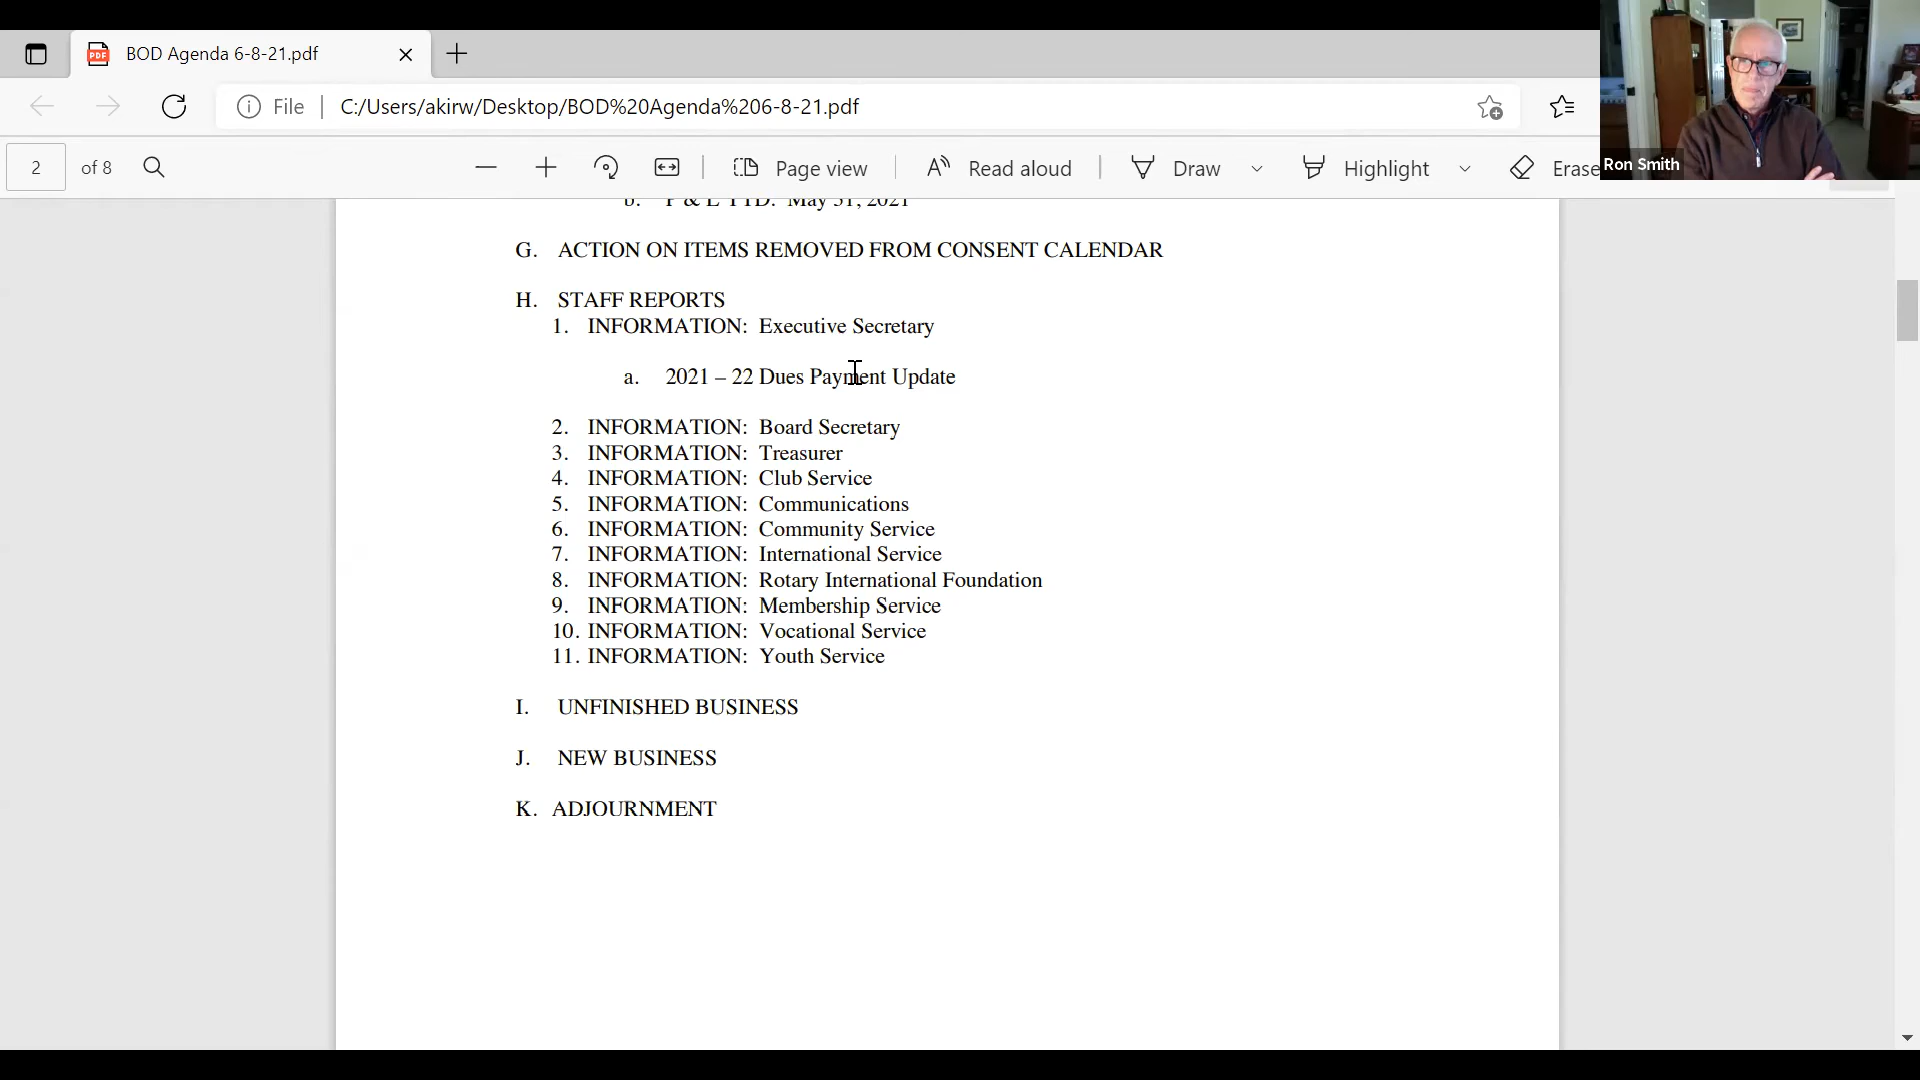 BOD Agenda 6-8-21.pdf
File
C:/Users/akirw/Desktop/BOD%20Agenda%206-8-21.pdf
2 of 8
Page view
Read aloud
Draw
Highlight
Erase
Ron Smith
b. P & L YTD: May 31, 2021
G. ACTION ON ITEMS REMOVED FROM CONSENT CALENDAR
H. STAFF REPORTS
1. INFORMATION: Executive Secretary
a. 2021 – 22 Dues Payment Update
2. INFORMATION: Board Secretary
3. INFORMATION: Treasurer
4. INFORMATION: Club Service
5. INFORMATION: Communications
6. INFORMATION: Community Service
7. INFORMATION: International Service
8. INFORMATION: Rotary International Foundation
9. INFORMATION: Membership Service
10. INFORMATION: Vocational Service
11. INFORMATION: Youth Service
I. UNFINISHED BUSINESS
J. NEW BUSINESS
K. ADJOURNMENT